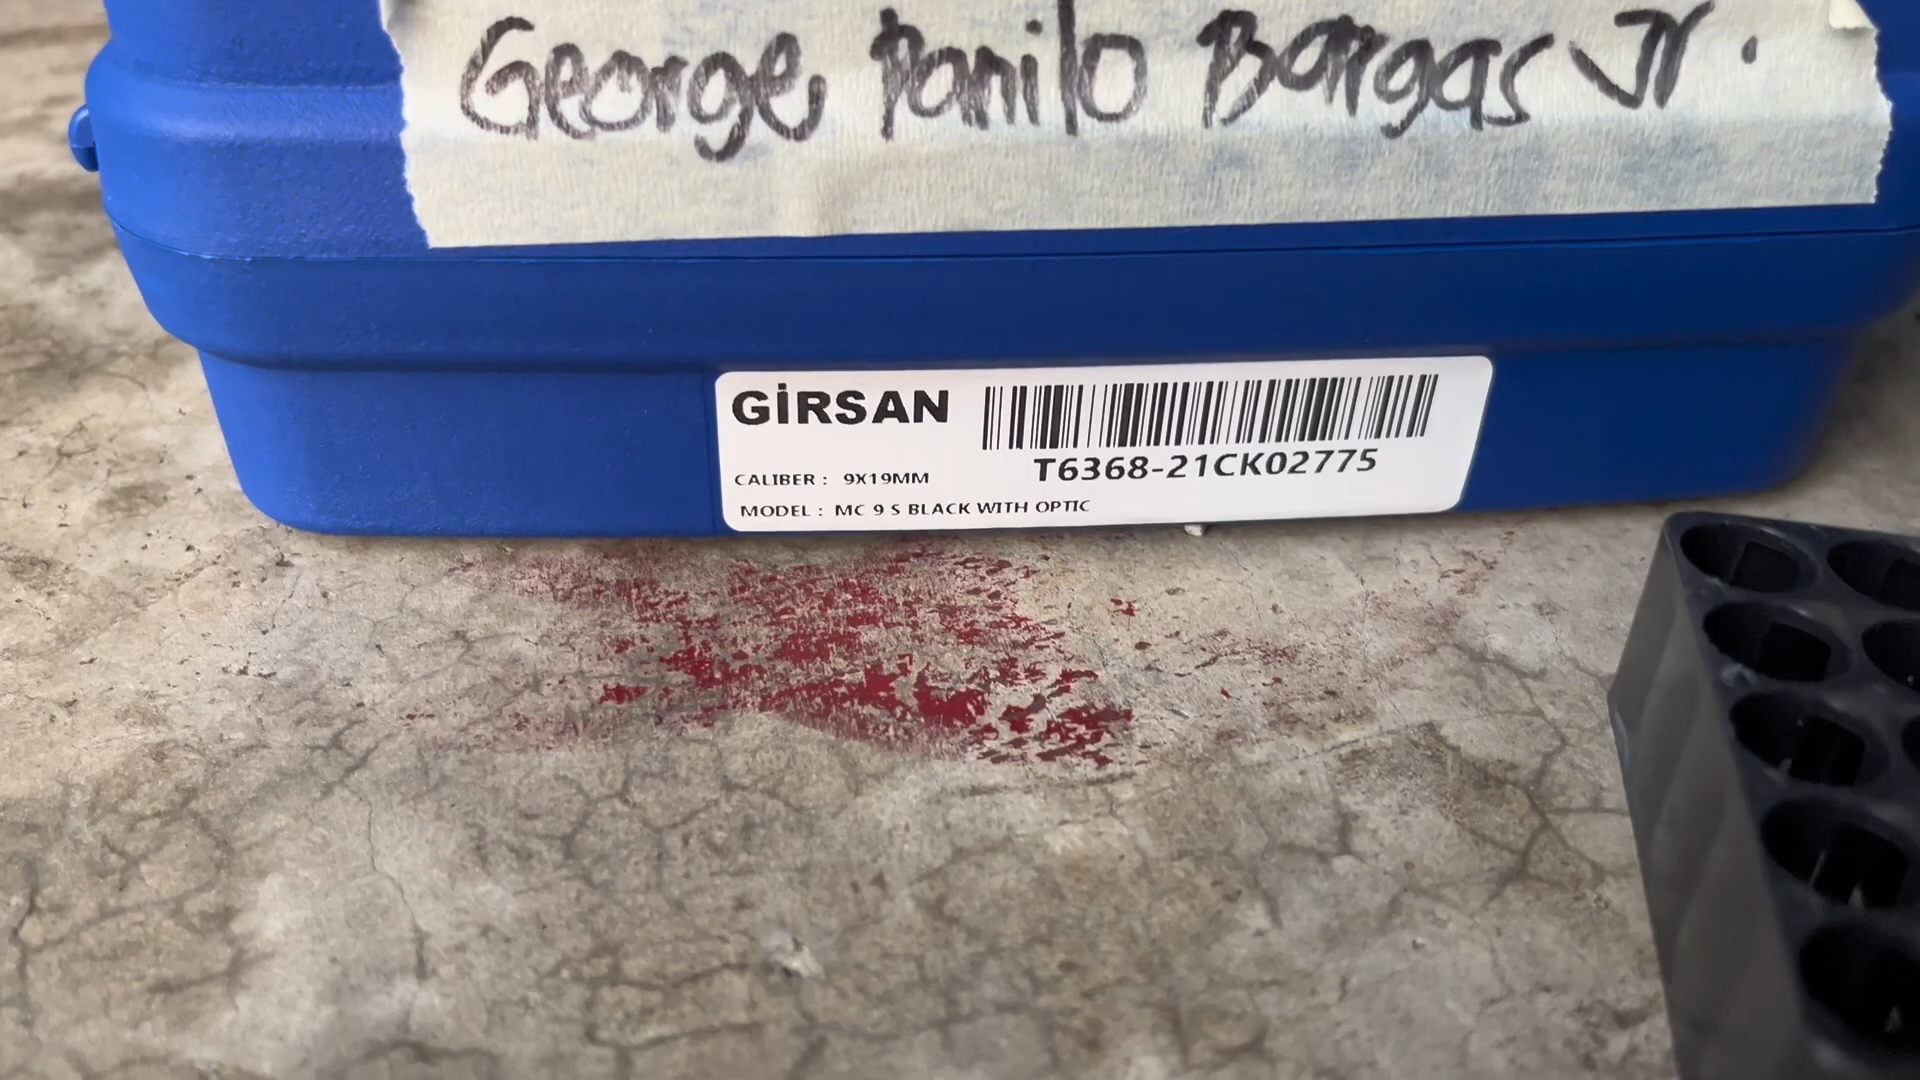 George Danilo Bargas Jr.
GİRSAN
T6368-21CK02775
CALIBER : 9X19MM
MODEL : MC 9 S BLACK WITH OPTIC